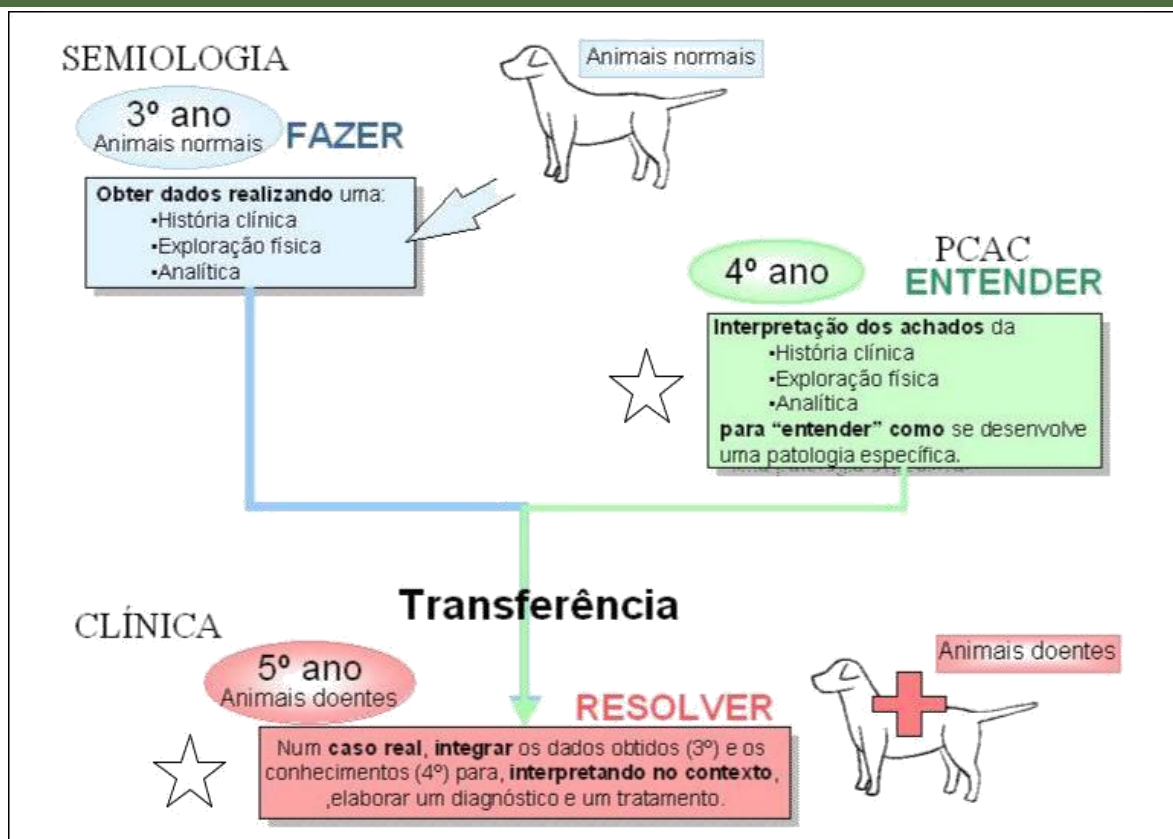 SEMIOLOGIA
Animais normais
3º ano
Animais normais
FAZER
Obter dados realizando uma:
•História clínica
•Exploração física
•Analítica
PCAC
4º ano
ENTENDER
Interpretação dos achados da
•História clínica
•Exploração física
•Analítica
para “entender” como se desenvolve
uma patologia específica.
Transferência
CLÍNICA
5º ano
Animais doentes
RESOLVER
Animais doentes
Num caso real, integrar os dados obtidos (3º) e os
conhecimentos (4º) para, interpretando no contexto,
,elaborar um diagnóstico e um tratamento.